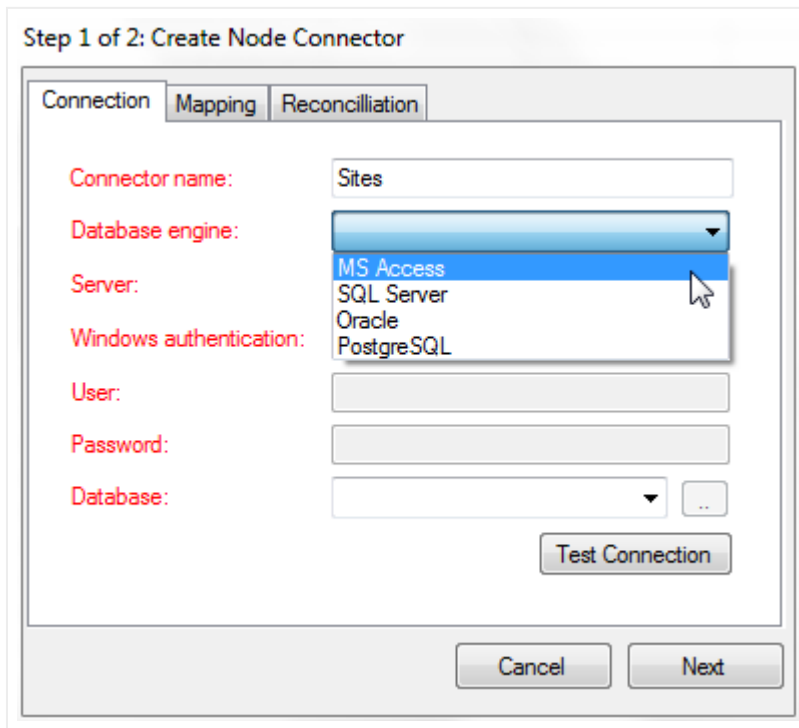 Step 1 of 2: Create Node Connector
Connection Mapping Reconcilliation
Connector name: Sites
Database engine:
MS Access
Server:
SQL Server
Oracle
Windows authentication:
PostgreSQL
User:
Password:
Database: ..
Test Connection
Cancel Next